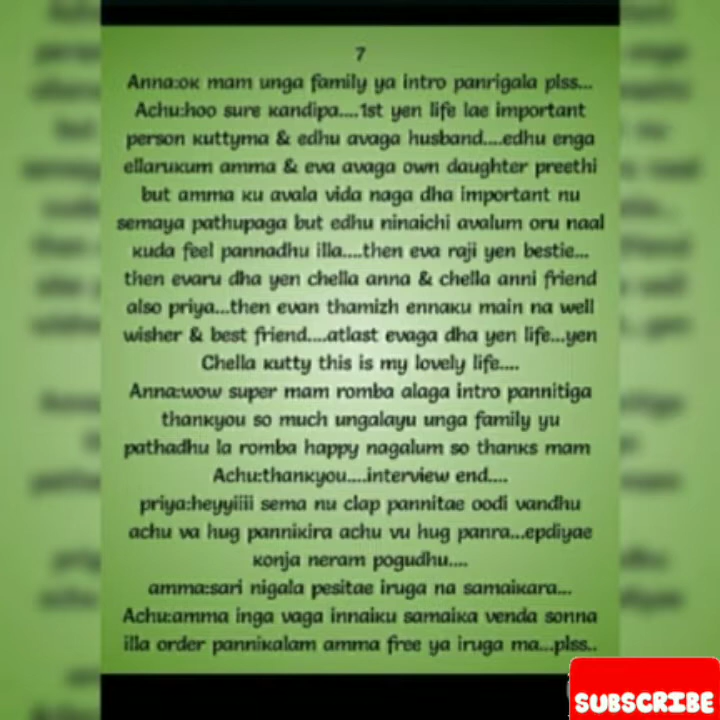 7
Anna:ok mam unga family ya intro panrigala plss...
Achu:hoo sure kandipa....1st yen life lae important
person kuttyma & edhu avaga husband....edhu enga
ellarukum amma & eva avaga own daughter preethi
but amma ku avala vida naga dha important nu
semaya pathupaga but edhu ninaichi avalum oru naal
kuda feel pannadhu illa....then eva raji yen bestie...
then evaru dha yen chella anna & chella anni friend
also priya...then evan thamizh ennaku main na well
wisher & best friend....atlast evaga dha yen life...yen
Chella kutty this is my lovely life....
Anna:wow super mam romba alaga intro pannitiga
thankyou so much ungalayu unga family yu
pathadhu la romba happy nagalum so thanks mam
Achu:thankyou....interview end....
priya:heyyiiii sema nu clap pannitae oodi vandhu
achu va hug pannikira achu vu hug panra...epdiyae
konja neram pogudhu....
amma:sari nigala pesitae iruga na samaikara...
Achu:amma inga vaga innaiku samaika venda sonna
illa order pannikalam amma free ya iruga ma...plss..
SUBSCRIBE